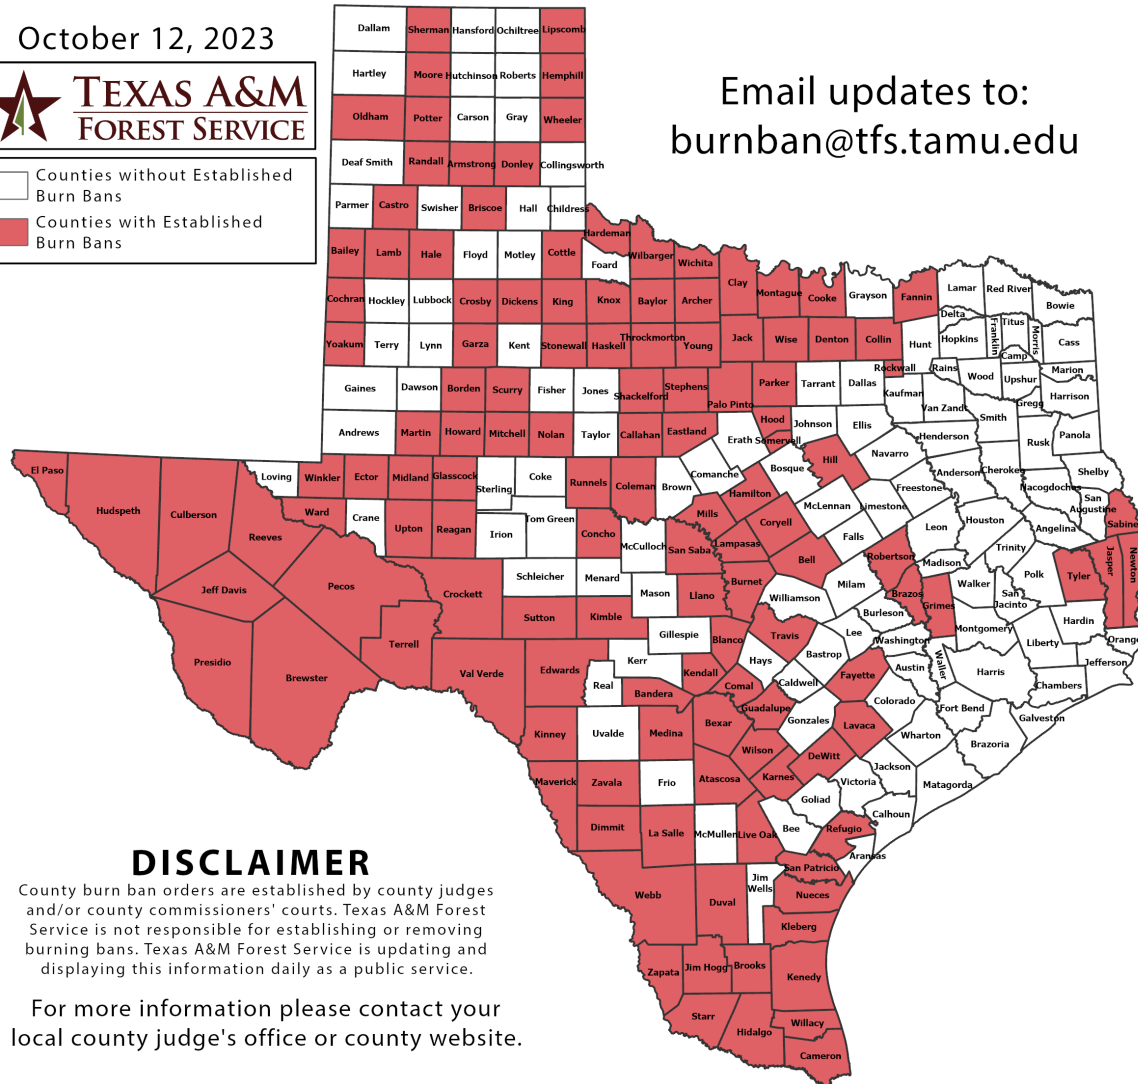 October 12, 2023
TEXAS A&M
FOREST SERVICE
Counties without Established
Burn Bans
Counties with Established
Burn Bans
Email updates to:
burnban@tfs.tamu.edu
Dallam Sherman Hansford Ochiltree Lipscomb
Hartley Moore Hutchinson Roberts Hemphill
Oldham Potter Carson Gray Wheeler
Deaf Smith Randall Armstrong Donley Collingsworth
Parmer Castro Swisher Briscoe Hall Childress
Hardeman
Bailey Lamb Hale Floyd Motley Cottle Foard Wilbarger Wichita
Clay Montague Cooke Grayson Fannin Lamar Red River Bowie
Cochran Hockley Lubbock Crosby Dickens King Knox Baylor Archer
Delta Titus Franklin Morris
Yoakum Terry Lynn Garza Kent Stonewall Haskell Throckmorton Young Jack Wise Denton Collin Hunt Hopkins Camp Cass
Rockwall Rains Wood Upshur Marion
Gaines Dawson Borden Scurry Fisher Jones Shackelford Stephens Palo Pinto Parker Tarrant Dallas Kaufman Van Zandt Gregg Harrison
Smith
Andrews Martin Howard Mitchell Nolan Taylor Callahan Eastland Erath Hood Somervell Johnson Ellis Henderson Rusk Panola
El Paso Hudspeth Culberson Loving Winkler Ector Midland Glasscock Sterling Coke Runnels Coleman Brown Comanche Bosque Hill Navarro Anderson Cherokee Shelby
Hamilton Freestone Nacogdoches
Reeves Ward Crane Upton Reagan Irion Tom Green Concho McCulloch San Saba Mills Coryell McLennan Limestone Leon Houston Angelina San
Augustine
Sabine
Lampasas Falls Trinity
Jeff Davis Pecos Crockett Schleicher Menard Mason Llano Burnet Bell Robertson Madison Walker Polk Tyler Jasper Newton
Milam Brazos Grimes San
Jacinto
Williamson Burleson
Terrell Sutton Kimble Gillespie Blanco Travis Lee Washington Montgomery Liberty Hardin Orange
Presidio Brewster Val Verde Edwards Real Kerr Kendall Hays Bastrop Austin Waller Harris Jefferson
Bandera Comal Caldwell Fayette Chambers
Kinney Uvalde Medina Bexar Guadalupe Gonzales Lavaca Colorado Fort Bend Galveston
Wilson DeWitt Wharton Brazoria
Maverick Zavala Frio Atascosa Karnes Victoria Jackson Matagorda
Goliad Calhoun
Dimmit La Salle McMullen Live Oak Bee Refugio
Aransas
San Patricio
Webb Duval Jim
Wells
Nueces
Kleberg
Zapata Jim Hogg Brooks Kenedy
Starr Hidalgo Willacy
Cameron
DISCLAIMER
County burn ban orders are established by county judges
and/or county commissioners' courts. Texas A&M Forest
Service is not responsible for establishing or removing
burning bans. Texas A&M Forest Service is updating and
displaying this information daily as a public service.
For more information please contact your
local county judge's office or county website.